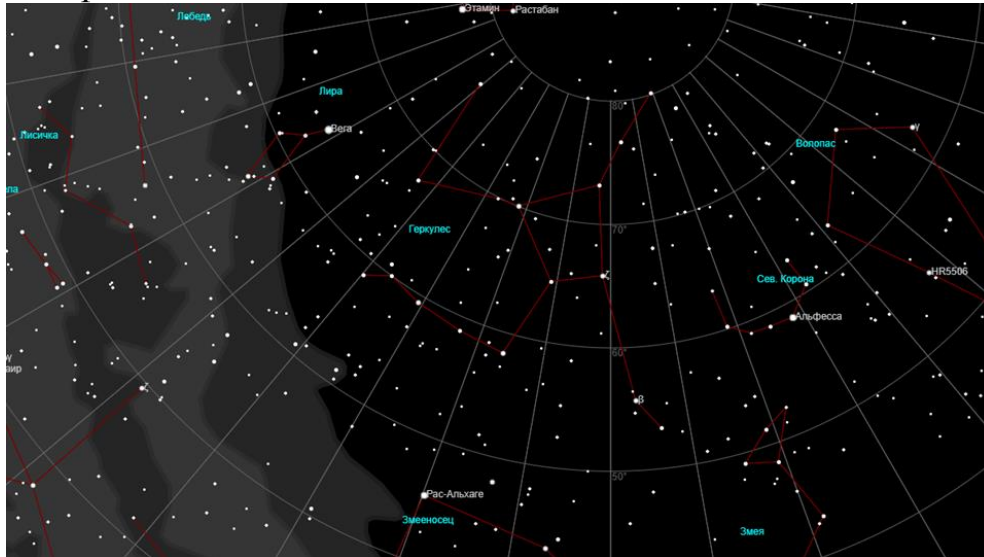 Этамин
Растабан
Лебедь
Лира
Вега
80°
Лисичка
Волопас
γ
70°
Геркулес
ζ
HR5506
Сев. Корона
Альфесса
60°
γ
аир
ζ
β
50°
Рас-Альхаге
Змееносец
Змея